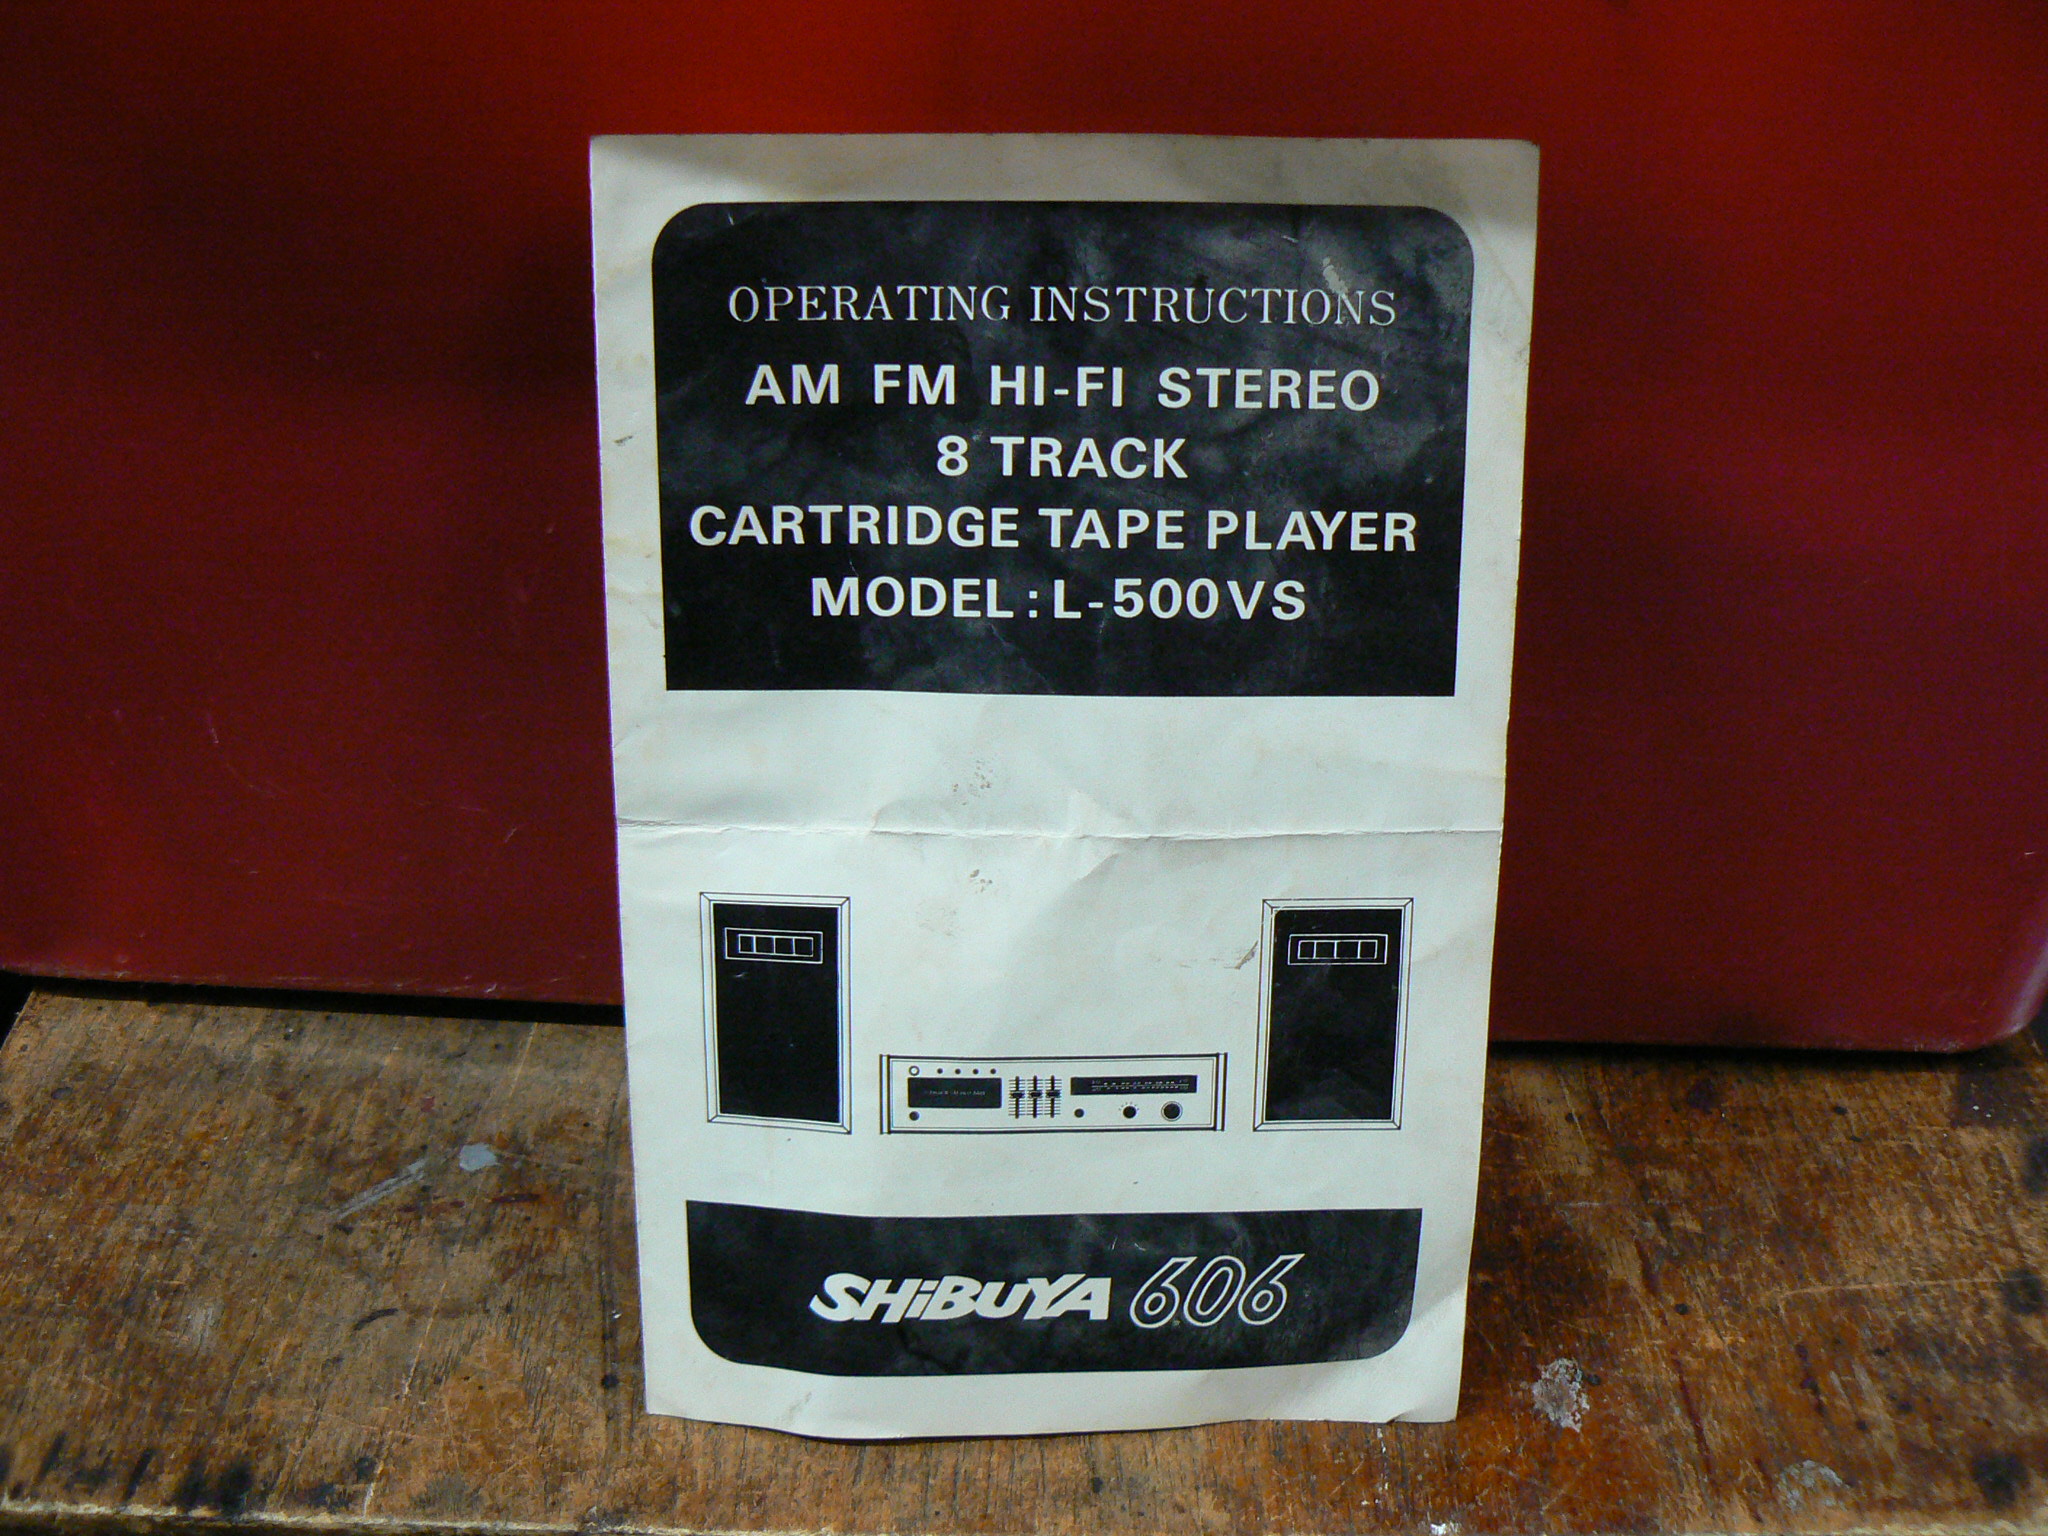 OPERATING INSTRUCTIONS
AM FM HI-FI STEREO
8 TRACK
CARTRIDGE TAPE PLAYER
MODEL : L-500VS
SHiBUYA 606